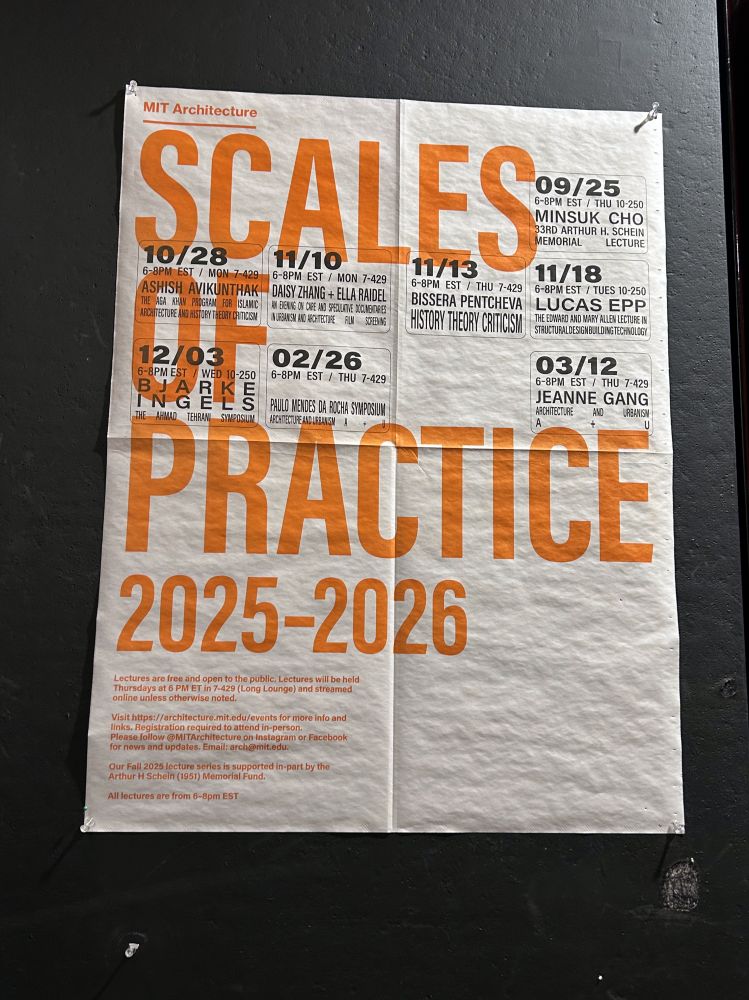 MIT Architecture
SCALES
OF
PRACTICE
2025-2026
09/25
6-8PM EST / THU 10-250
MINSUK CHO
33RD ARTHUR H. SCHEIN
MEMORIAL LECTURE
10/28
6-8PM EST / MON 7-429
ASHISH AVIKUNTHAK
THE AGA KHAN PROGRAM FOR ISLAMIC
ARCHITECTURE AND HISTORY THEORY CRITICISM
11/10
6-8PM EST / MON 7-429
DAISY ZHANG + ELLA RAIDEL
AN EVENING ON CARE AND SPECULATIVE DOCUMENTARIES
IN URBANISM AND ARCHITECTURE FILM SCREENING
11/13
6-8PM EST / THU 7-429
BISSERA PENTCHEVA
HISTORY THEORY CRITICISM
11/18
6-8PM EST / TUES 10-250
LUCAS EPP
THE EDWARD AND MARY ALLEN LECTURE IN
STRUCTURAL DESIGN BUILDING TECHNOLOGY
12/03
6-8PM EST / WED 10-250
BJARKE
INGELS
THE AHMAD TEHRANI SYMPOSIUM
02/26
6-8PM EST / THU 7-429
PAULO MENDES DA ROCHA SYMPOSIUM
ARCHITECTURE AND URBANISM A + U
03/12
6-8PM EST / THU 7-429
JEANNE GANG
ARCHITECTURE AND URBANISM
A + U
Lectures are free and open to the public. Lectures will be held
Thursdays at 6 PM ET in 7-429 (Long Lounge) and streamed
online unless otherwise noted.
Visit https://architecture.mit.edu/events for more info and
links. Registration required to attend in-person.
Please follow @MITArchitecture on Instagram or Facebook
for news and updates. Email: arch@mit.edu.
Our Fall 2025 lecture series is supported in-part by the
Arthur H Schein (1951) Memorial Fund.
All lectures are from 6-8pm EST